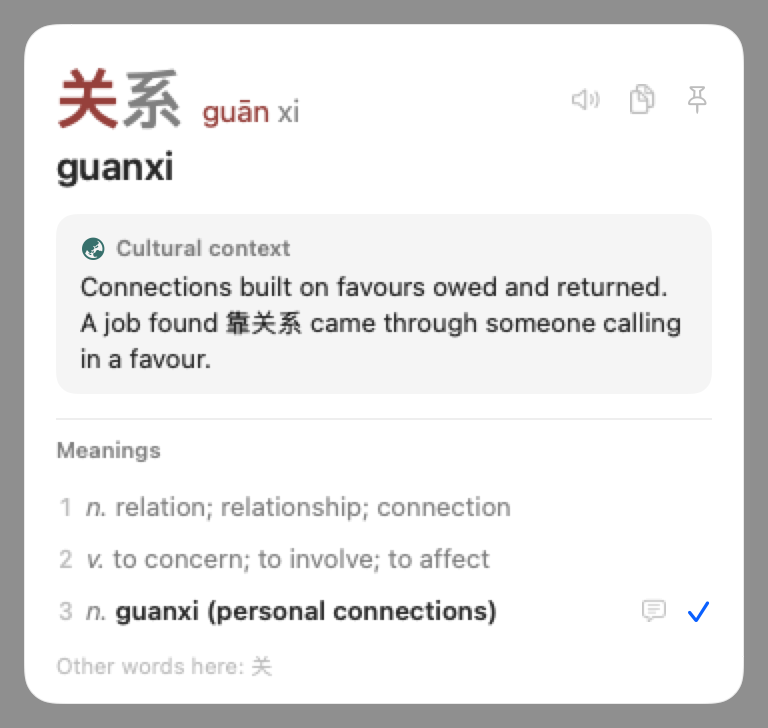 关系 guān xi
guanxi
Cultural context
Connections built on favours owed and returned.
A job found 靠关系 came through someone calling
in a favour.
Meanings
1 n. relation; relationship; connection
2 v. to concern; to involve; to affect
3 n. guanxi (personal connections)
Other words here: 关